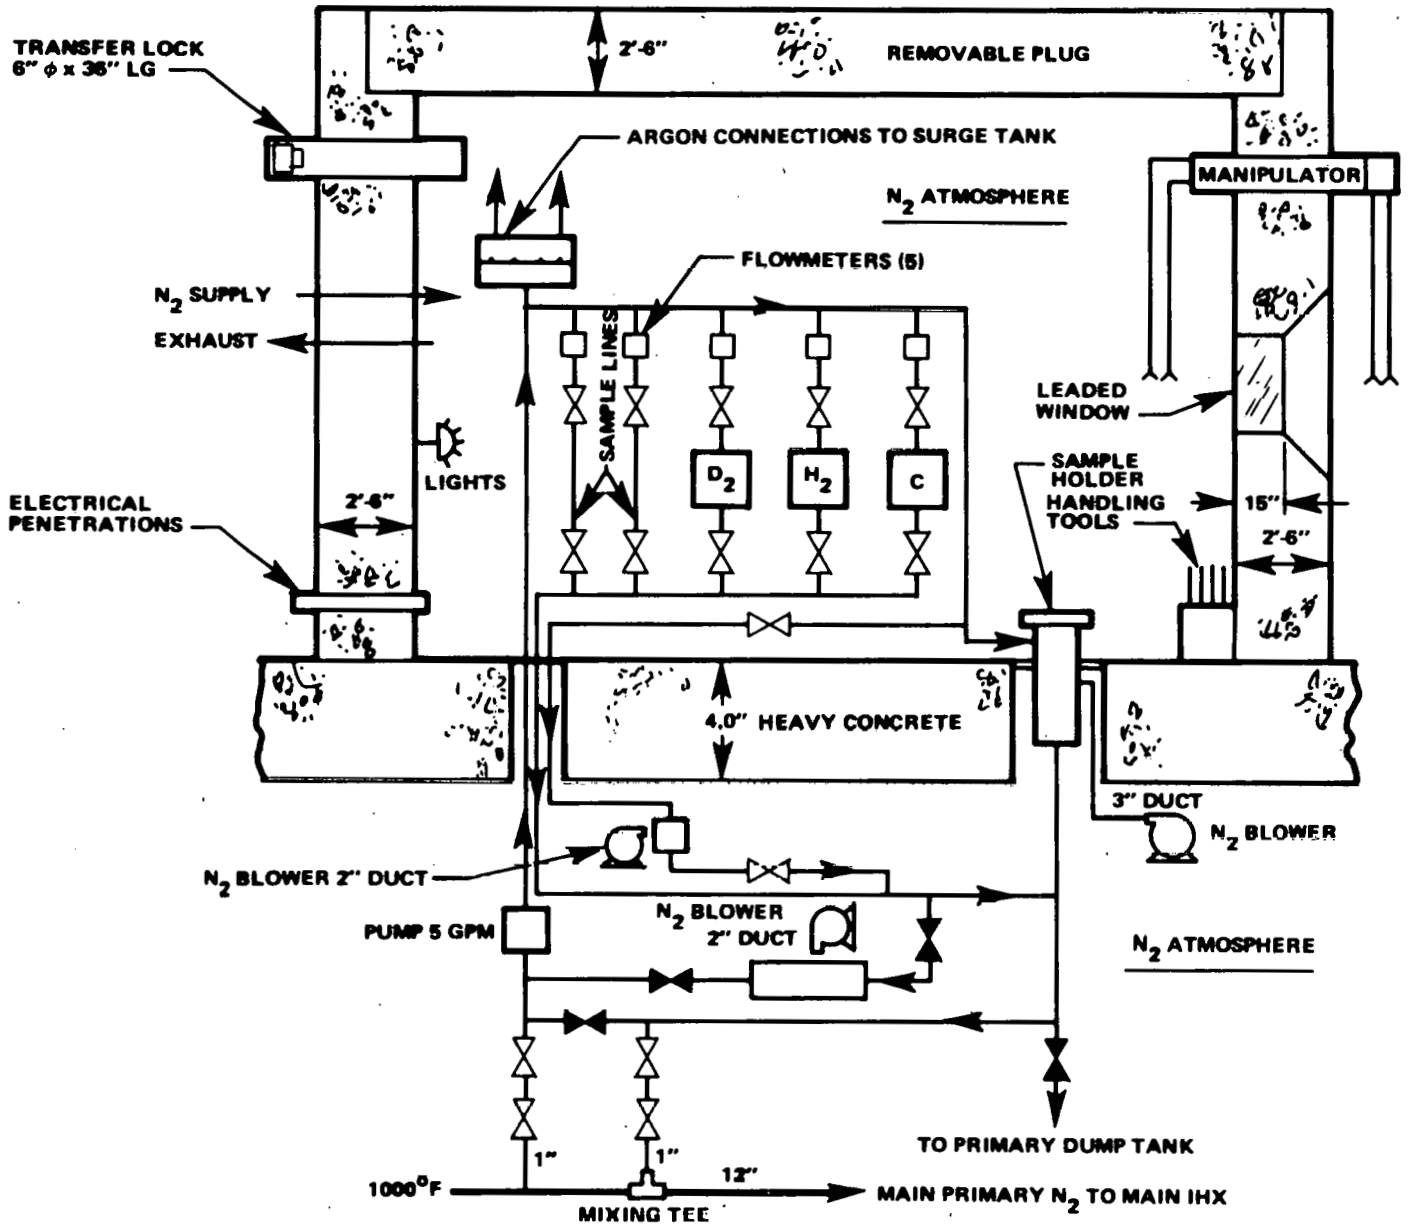 TRANSFER LOCK
6" φ x 36" LG
2'-6"
REMOVABLE PLUG
ARGON CONNECTIONS TO SURGE TANK
MANIPULATOR
N2 ATMOSPHERE
FLOWMETERS (5)
N2 SUPPLY
EXHAUST
SAMPLE LINES
LEADED
WINDOW
LIGHTS
D2
H2
C
SAMPLE
HOLDER
HANDLING
TOOLS
15"
2'-6"
ELECTRICAL
PENETRATIONS
2'-6"
4.0" HEAVY CONCRETE
3" DUCT
N2 BLOWER
N2 BLOWER 2" DUCT
N2 BLOWER
2" DUCT
PUMP 5 GPM
N2 ATMOSPHERE
TO PRIMARY DUMP TANK
1"
1"
12"
1000°F
MAIN PRIMARY N2 TO MAIN IHX
MIXING TEE